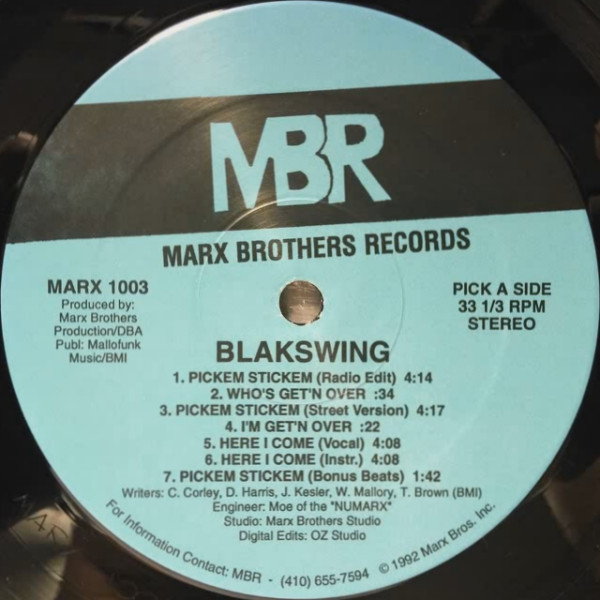 MBR
MARX BROTHERS RECORDS
MARX 1003
Produced by:
Marx Brothers
Production/DBA
Publ: Mallofunk
Music/BMI
PICK A SIDE
33 1/3 RPM
STEREO
BLAKSWING
1. PICKEM STICKEM (Radio Edit) 4:14
2. WHO'S GET'N OVER :34
3. PICKEM STICKEM (Street Version) 4:17
4. I'M GET'N OVER :22
5. HERE I COME (Vocal) 4:08
6. HERE I COME (Instr.) 4:08
7. PICKEM STICKEM (Bonus Beats) 1:42
Writers: C. Corley, D. Harris, J. Kesler, W. Mallory, T. Brown (BMI)
Engineer: Moe of the "NUMARX"
Studio: Marx Brothers Studio
Digital Edits: OZ Studio
For Information Contact: MBR - (410) 655-7594 © 1992 Marx Bros. Inc.